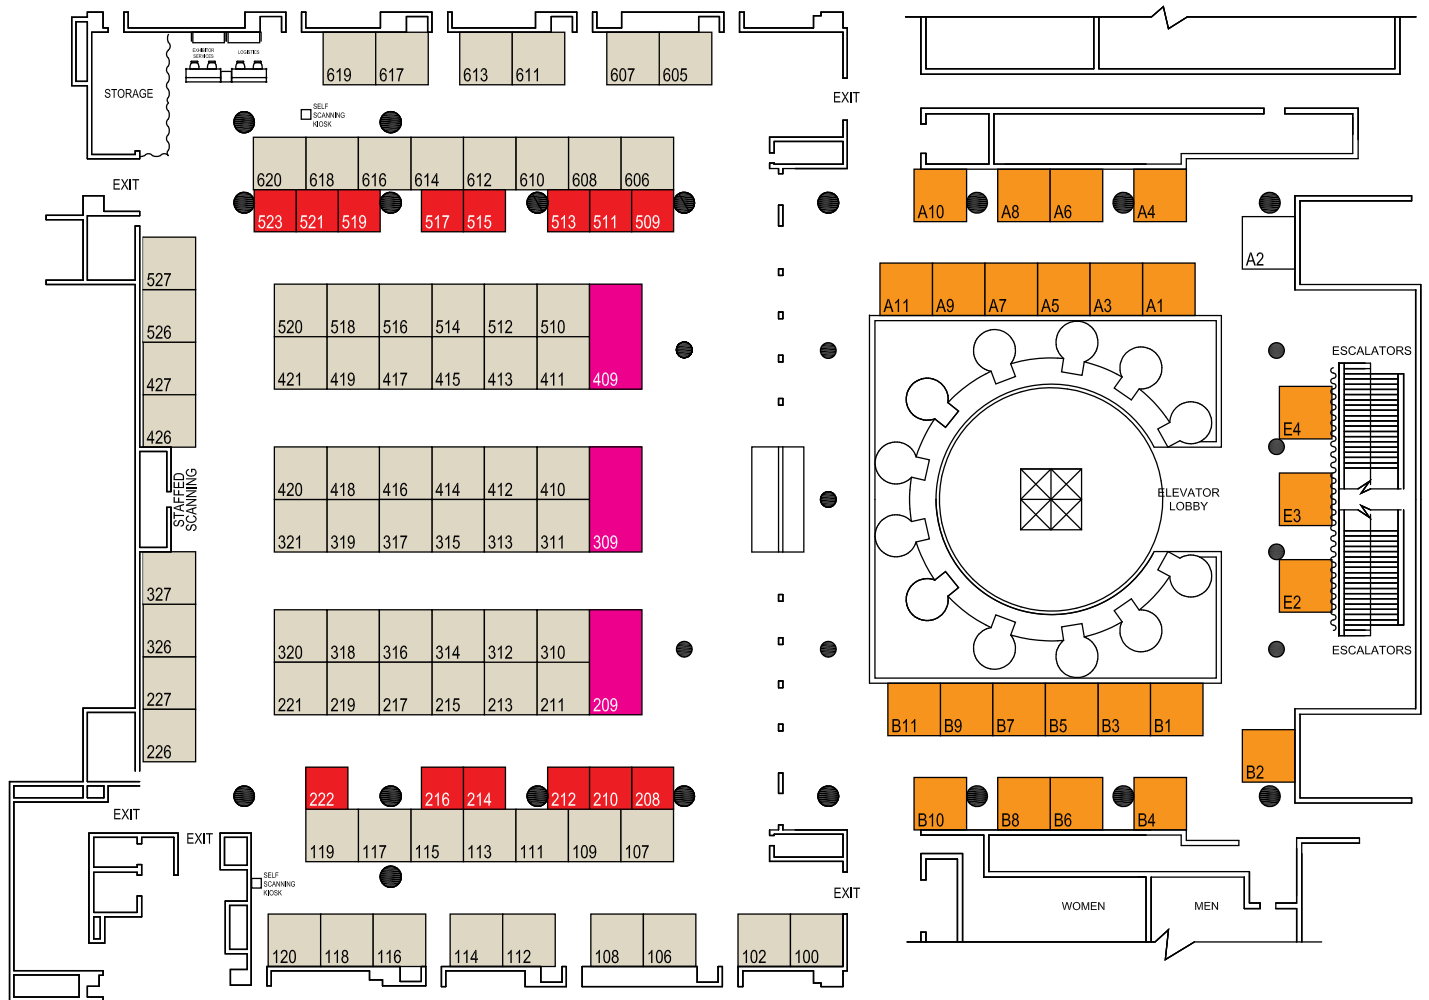 EXHIBITOR
SERVICES
LOGISTICS
619 617 613 611 607 605
STORAGE
EXIT
SELF
SCANNING
KIOSK
620 618 616 614 612 610 608 606
EXIT
A10 A8 A6 A4
523 521 519 517 515 513 511 509
A2
527
A11 A9 A7 A5 A3 A1
520 518 516 514 512 510
526
ESCALATORS
421 419 417 415 413 411 409
427
426
E4
STAFFED
SCANNING
420 418 416 414 412 410
ELEVATOR
LOBBY
E3
321 319 317 315 313 311 309
327
E2
326
320 318 316 314 312 310
ESCALATORS
227
221 219 217 215 213 211 209
B11 B9 B7 B5 B3 B1
226
B2
222 216 214 212 210 208
EXIT
B10 B8 B6 B4
EXIT
119 117 115 113 111 109 107
SELF
SCANNING
KIOSK
EXIT
WOMEN MEN
120 118 116 114 112 108 106 102 100